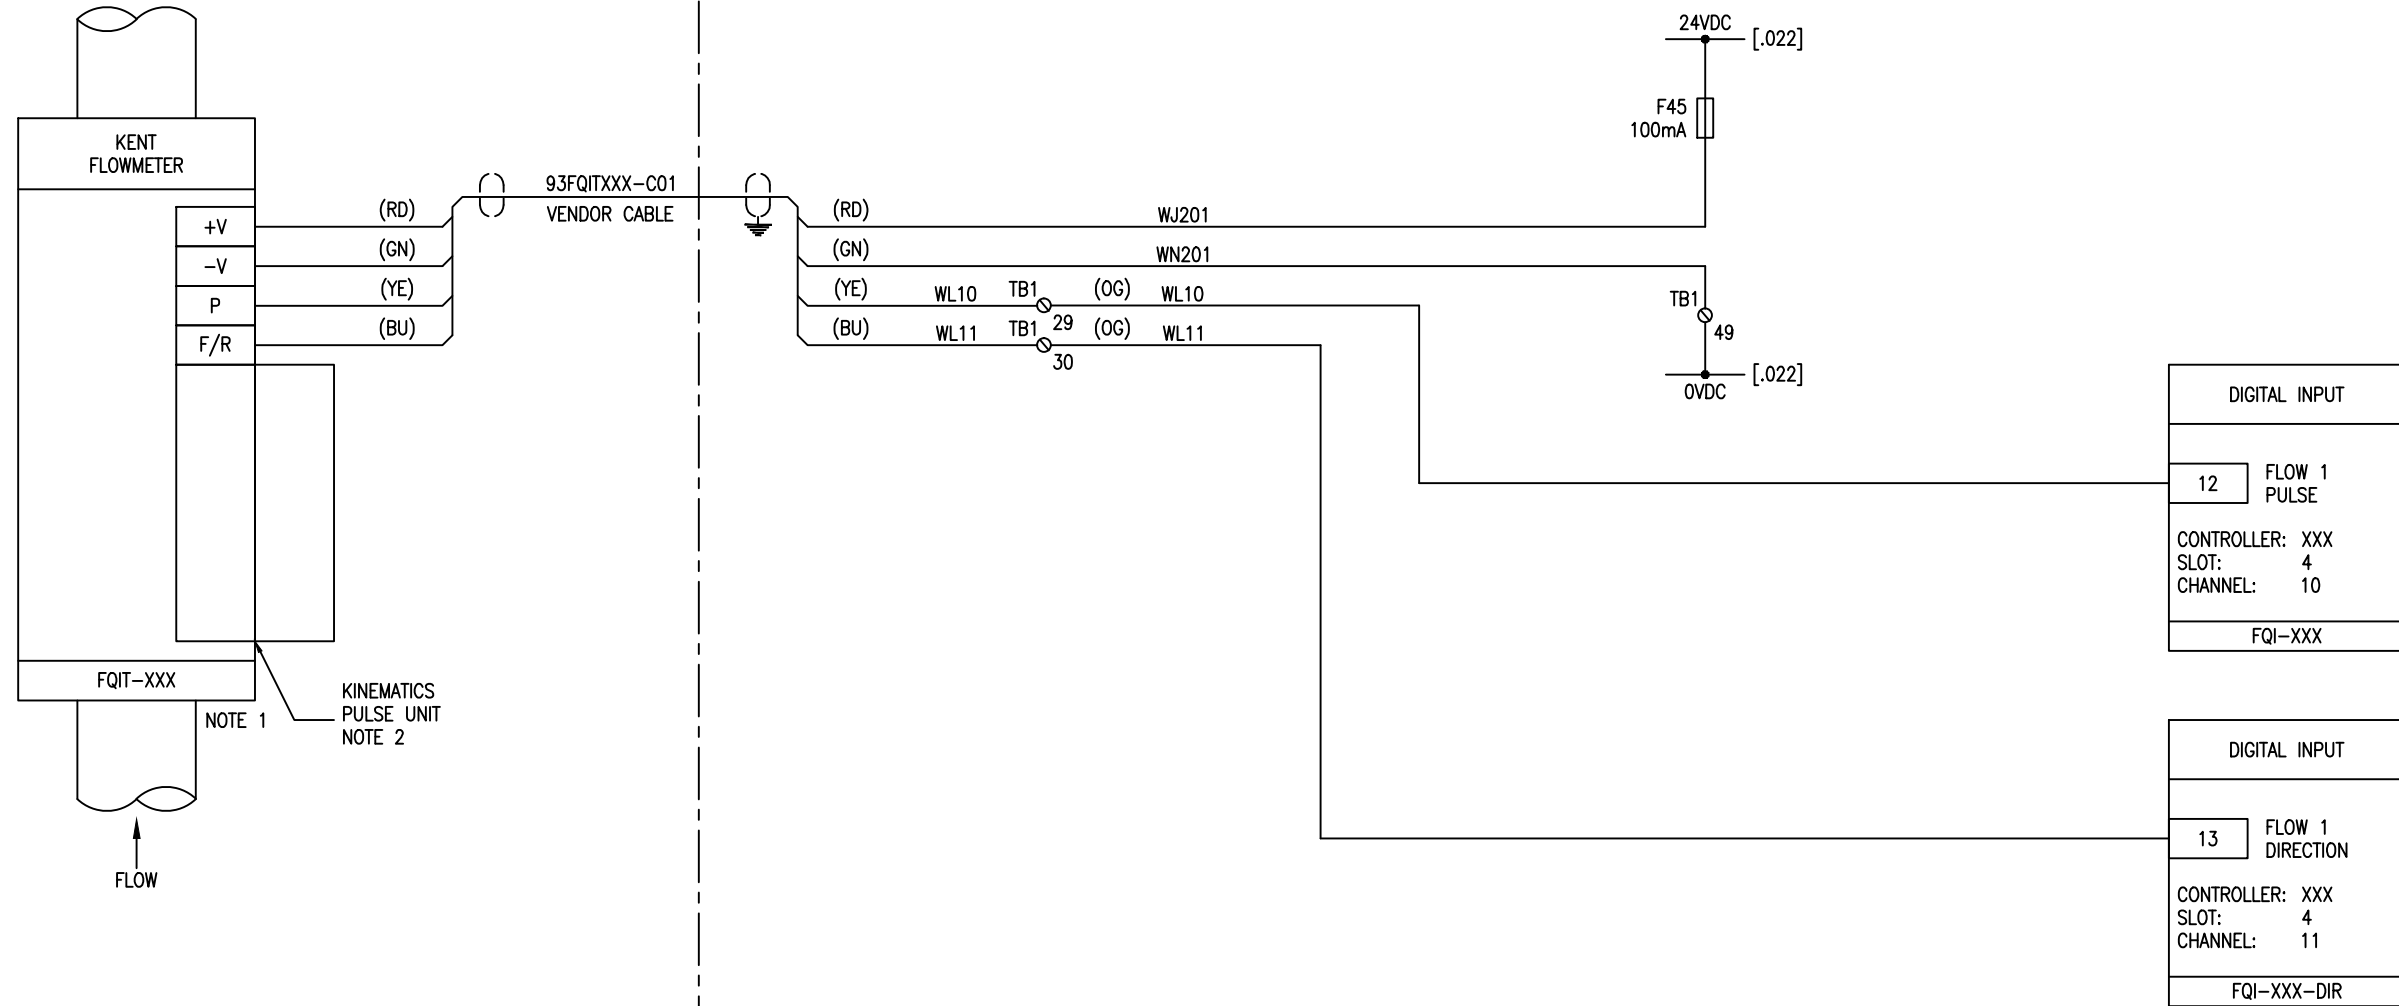 24VDC
[.022]
F45
100mA
KENT
FLOWMETER
93FQITXXX-C01
VENDOR CABLE
+V
(RD)
(RD)
WJ201
-V
(GN)
(GN)
WN201
P
(YE)
(YE)
WL10
TB1
29
(OG)
WL10
F/R
(BU)
(BU)
WL11
TB1
30
(OG)
WL11
TB1
49
[.022]
0VDC
DIGITAL INPUT
12
FLOW 1
PULSE
CONTROLLER: XXX
SLOT: 4
CHANNEL: 10
FQI-XXX
FQIT-XXX
NOTE 1
KINEMATICS
PULSE UNIT
NOTE 2
FLOW
DIGITAL INPUT
13
FLOW 1
DIRECTION
CONTROLLER: XXX
SLOT: 4
CHANNEL: 11
FQI-XXX-DIR